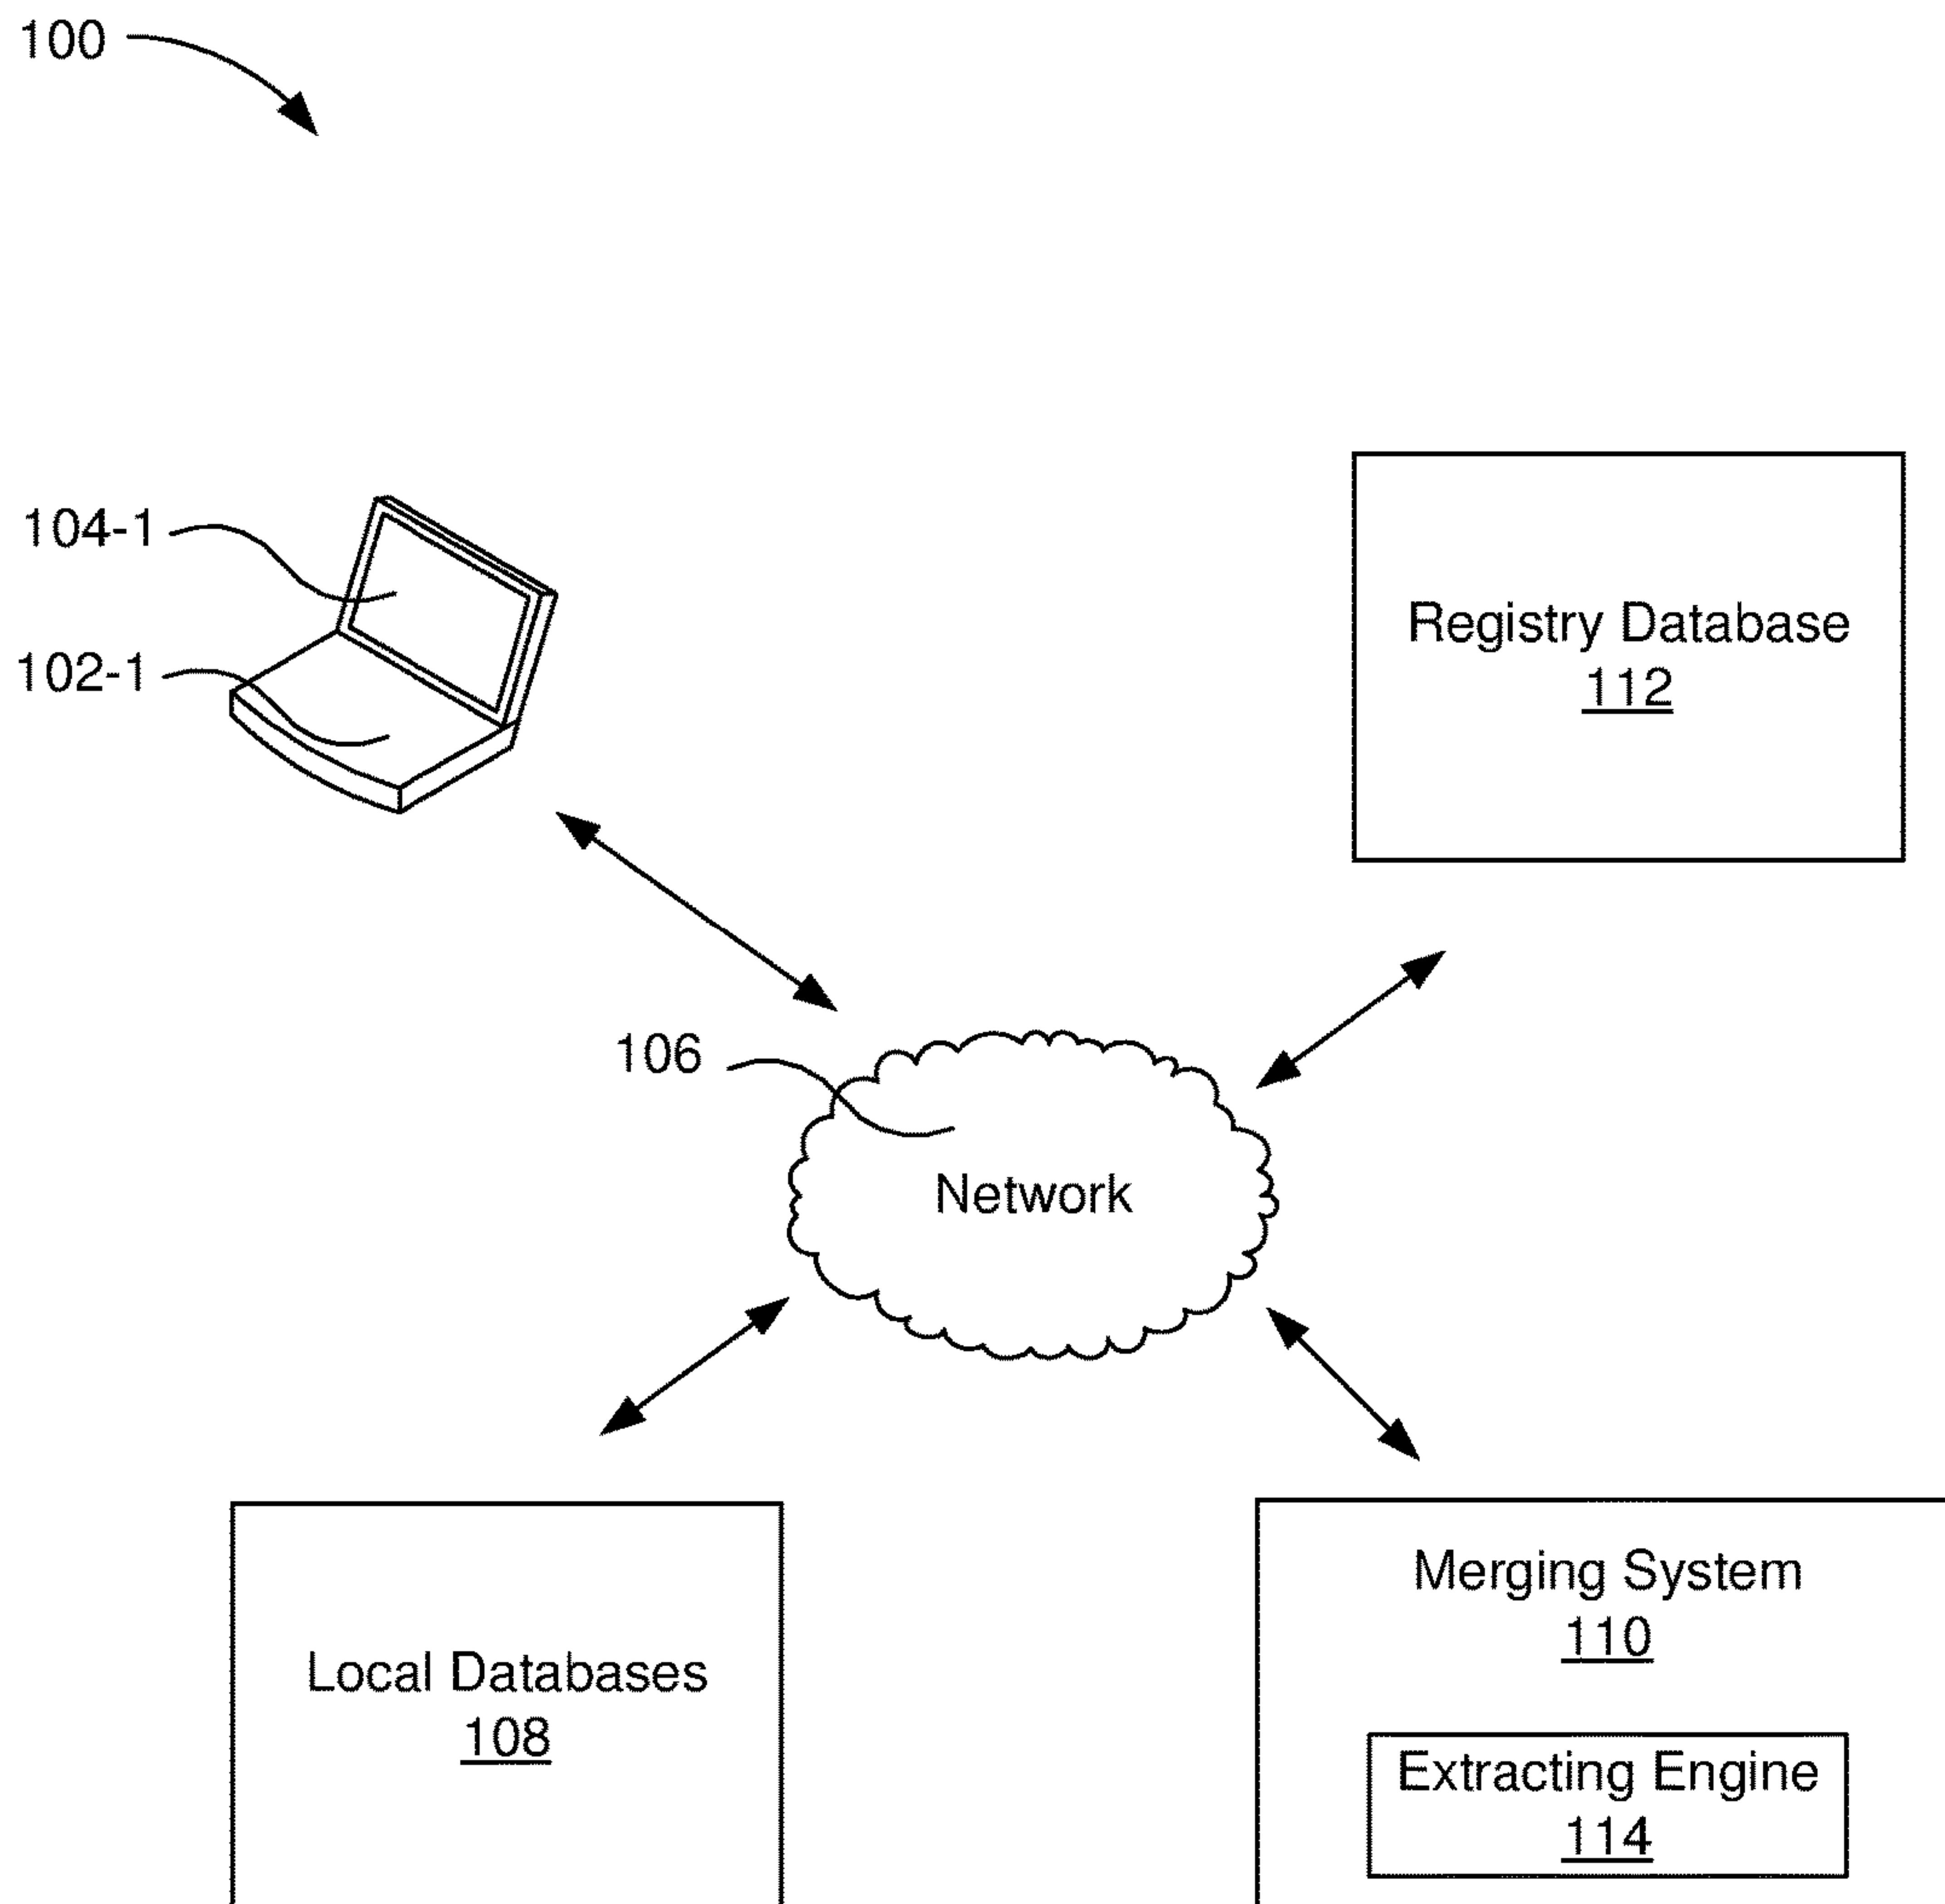 100
104-1
102-1
Registry Database
112
106
Network
Local Databases
108
Merging System
110
Extracting Engine
114